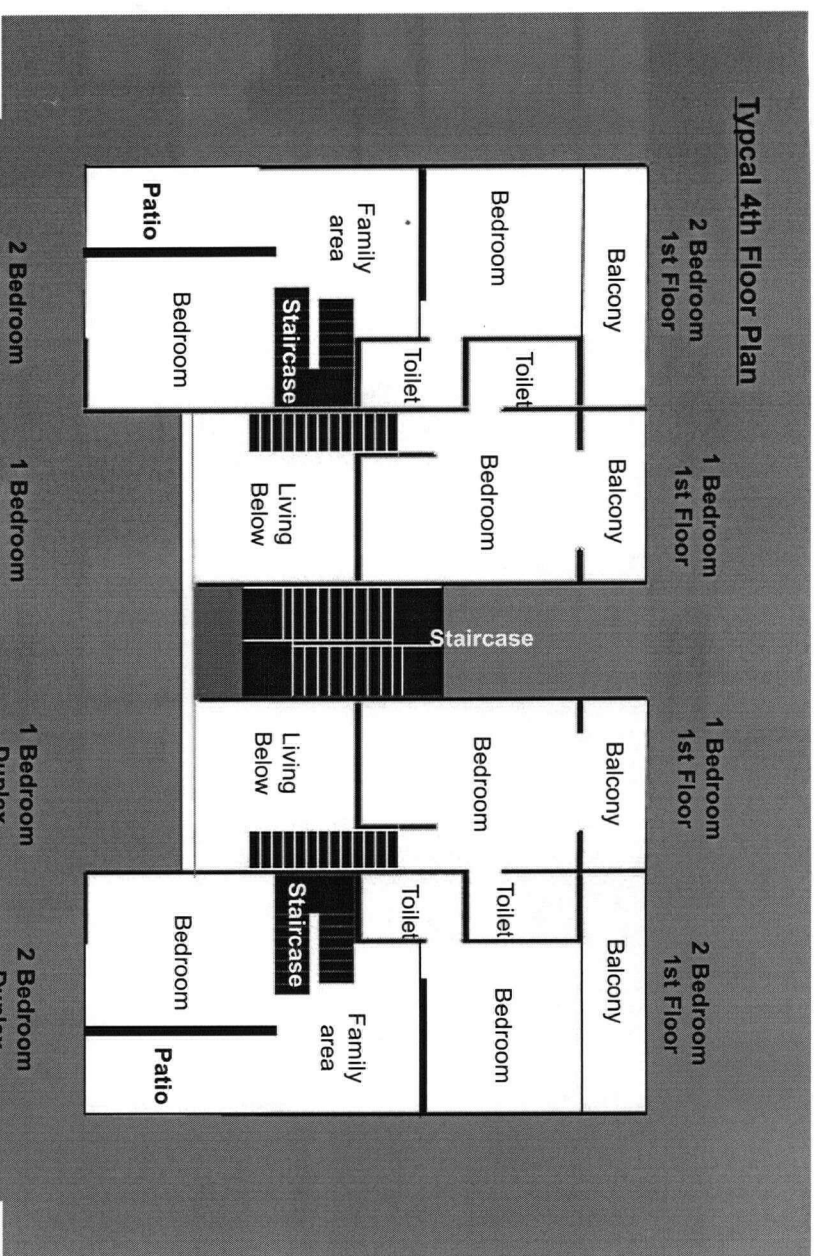 Typcal 4th Floor Plan
2 Bedroom
1st Floor
1 Bedroom
1st Floor
1 Bedroom
1st Floor
2 Bedroom
1st Floor
Balcony
Balcony
Balcony
Balcony
Bedroom
Toilet
Bedroom
Bedroom
Toilet
Bedroom
Toilet
Staircase
Toilet
Family
area
Staircase
Living
Below
Living
Below
Staircase
Family
area
Patio
Bedroom
Bedroom
Patio
2 Bedroom
1 Bedroom
1 Bedroom
Duplex
2 Bedroom
Duplex